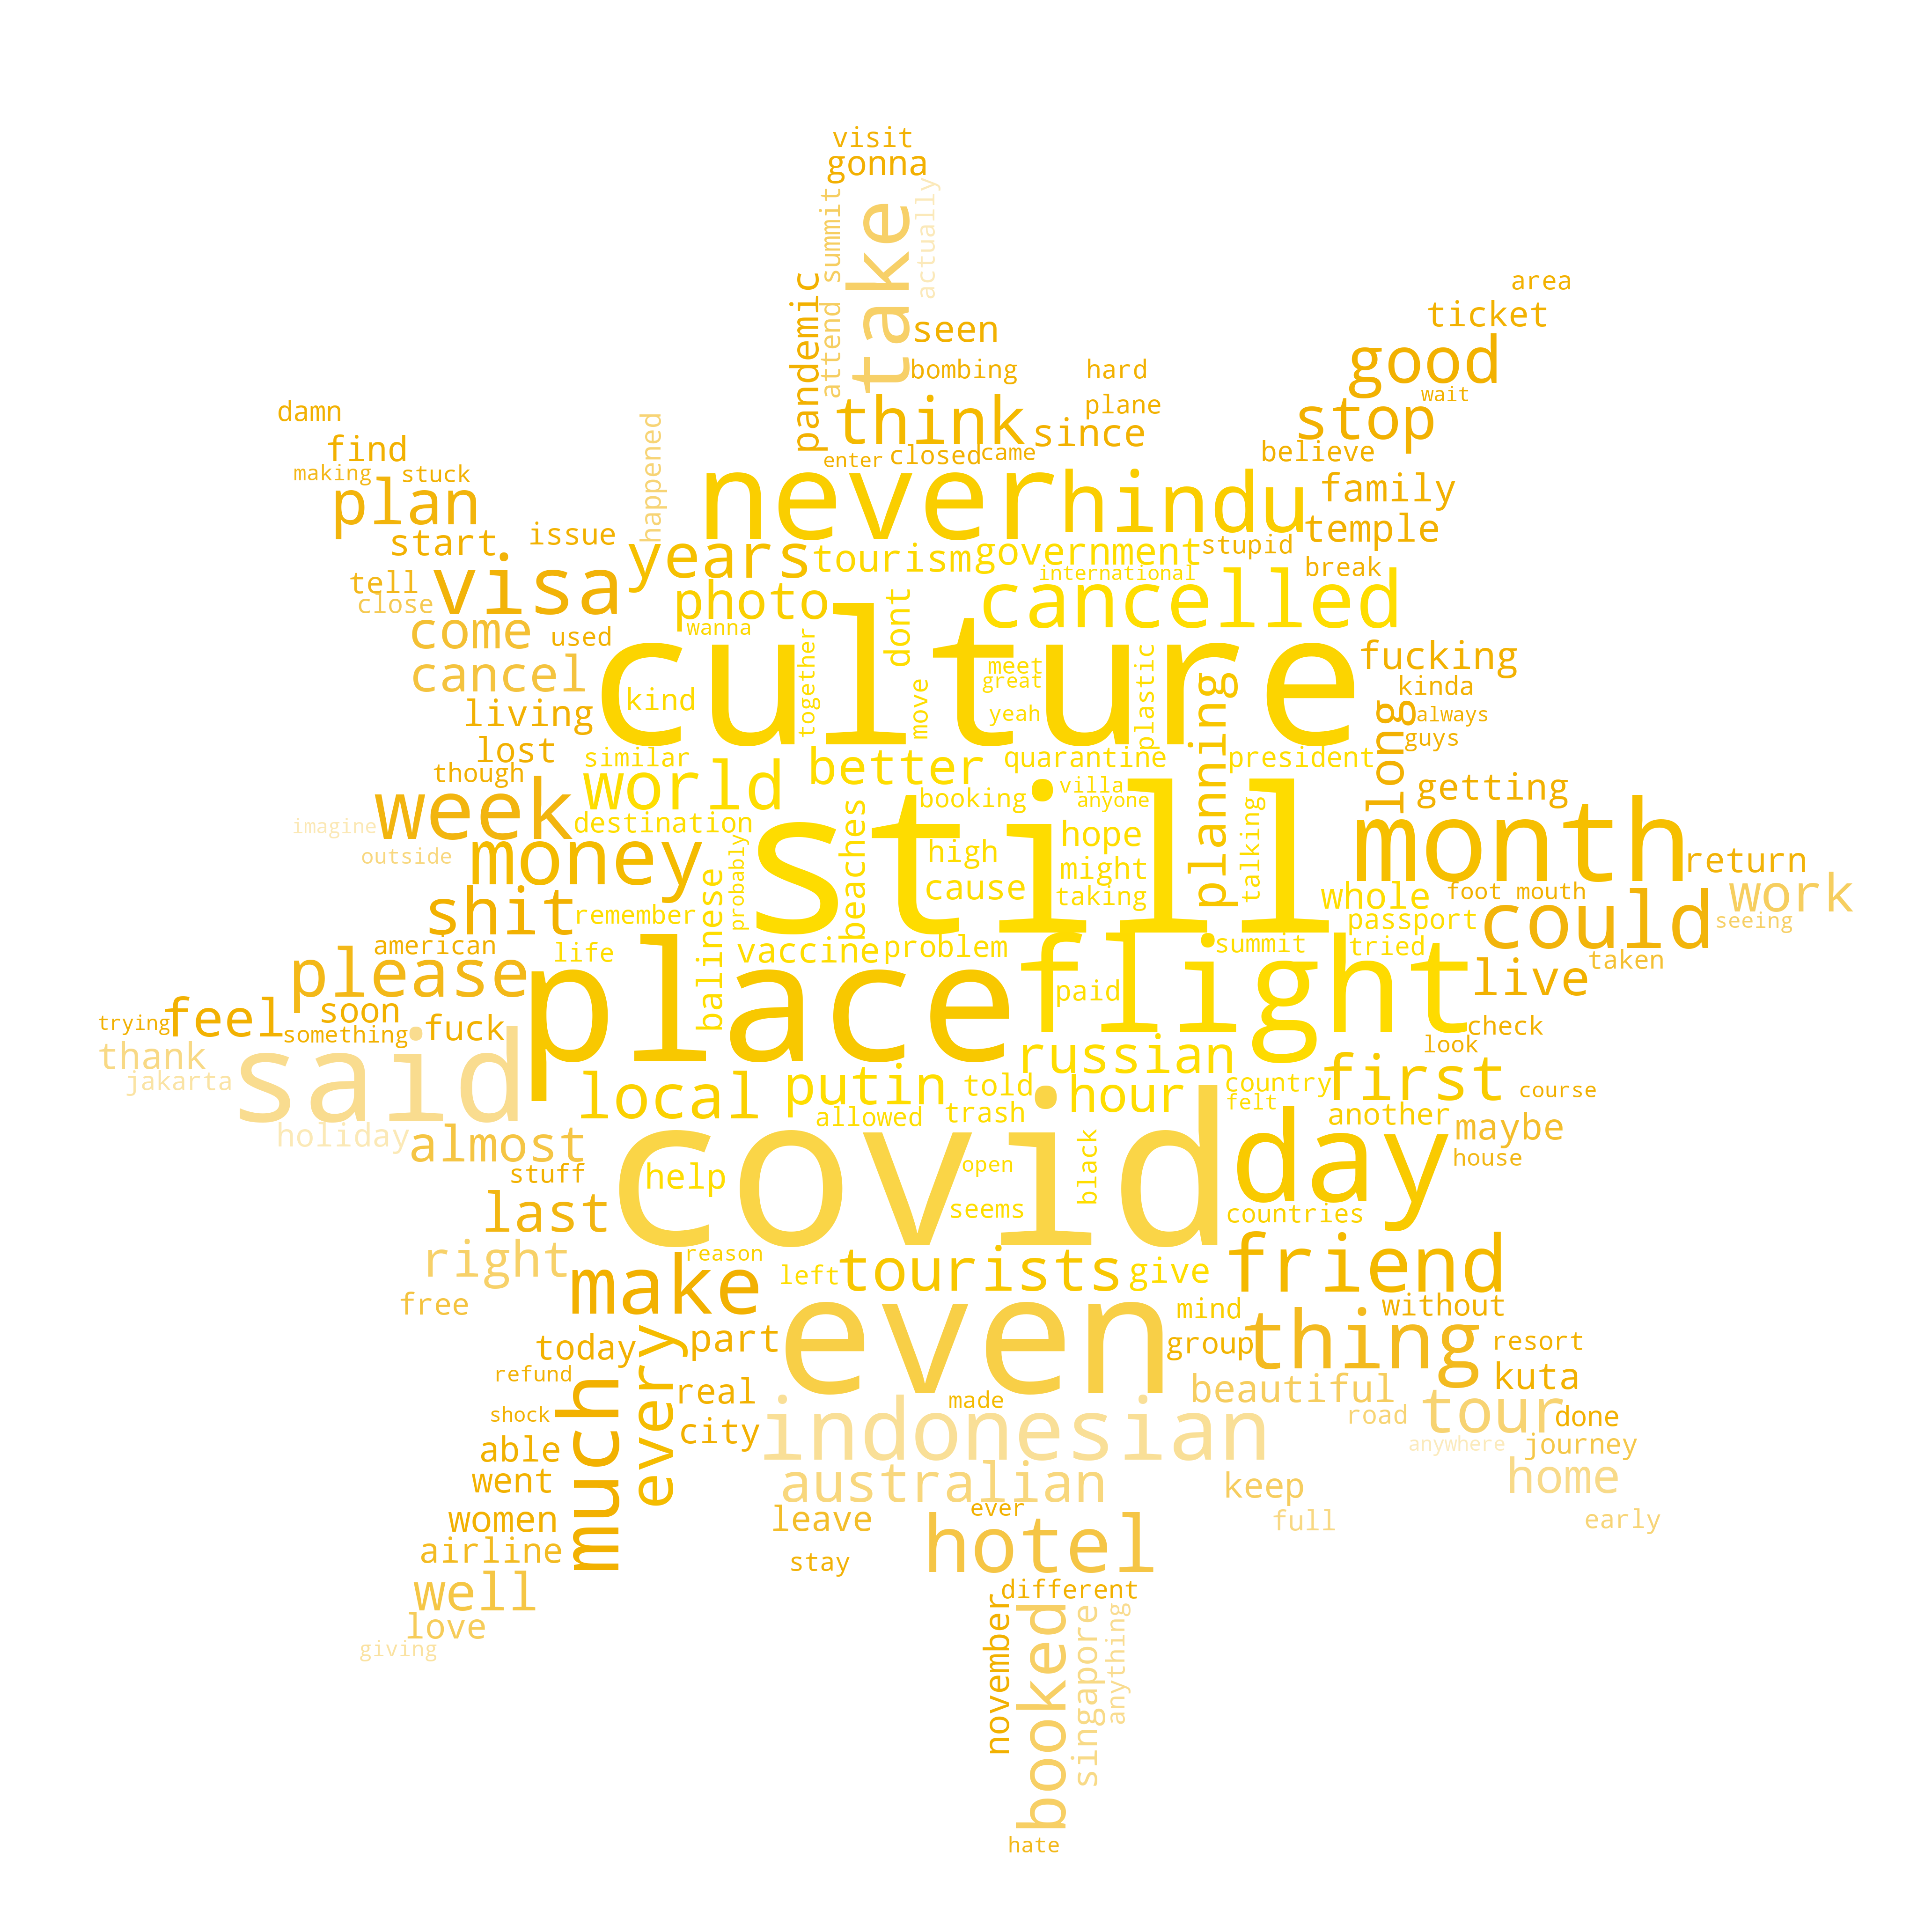 visit
gonna
take
attend summit
actually
pandemic
seen
bombing
hard
plane
think
since
enter
closed
came
area
ticket
good
wait
stop
believe
family
temple
stupid
break
damn
find
making
stuck
plan
start
issue
happened
never
hindu
years
tourism
government
international
visa
tell
close
come
used
cancel
photo
wanna
dont
cancelled
culture
kind
together
move
meet
great
yeah
plastic
planning
fucking
kinda
always
long
guys
living
lost
though
similar
world
better
quarantine
president
getting
week
destination
booking
villa
anyone
still
month
imagine
outside
money
beaches
high
hope
talking
return
shit
remember
probably
balinese
cause
might
taking
whole
foot mouth
work
passport
could
seeing
american
please
life
vaccine
problem
summit
tried
live
taken
place
flight
paid
trying
feel
soon
something
fuck
check
look
thank
jakarta
said
russian
local
putin
told
hour
country
first
course
felt
allowed
trash
another
maybe
holiday
almost
covid
day
house
stuff
help
open
black
last
seems
countries
right
reason
make
left
tourists
give
friend
free
even
mind
without
today
every
part
group
thing
resort
refund
much
real
made
beautiful
kuta
shock
city
indonesian
road
tour
done
able
anywhere
journey
went
australian
keep
home
women
leave
ever
full
early
airline
hotel
stay
well
different
love
november
booked
singapore
anything
giving
hate